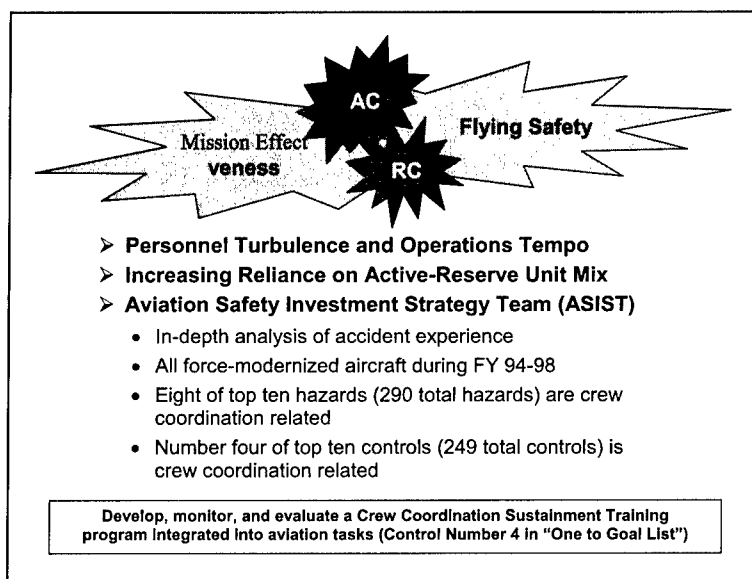 AC
Flying Safety
Mission Effect
veness
RC
➢ Personnel Turbulence and Operations Tempo
➢ Increasing Reliance on Active-Reserve Unit Mix
➢ Aviation Safety Investment Strategy Team (ASIST)
• In-depth analysis of accident experience
• All force-modernized aircraft during FY 94-98
• Eight of top ten hazards (290 total hazards) are crew
coordination related
• Number four of top ten controls (249 total controls) is
crew coordination related
Develop, monitor, and evaluate a Crew Coordination Sustainment Training
program integrated into aviation tasks (Control Number 4 in "One to Goal List")